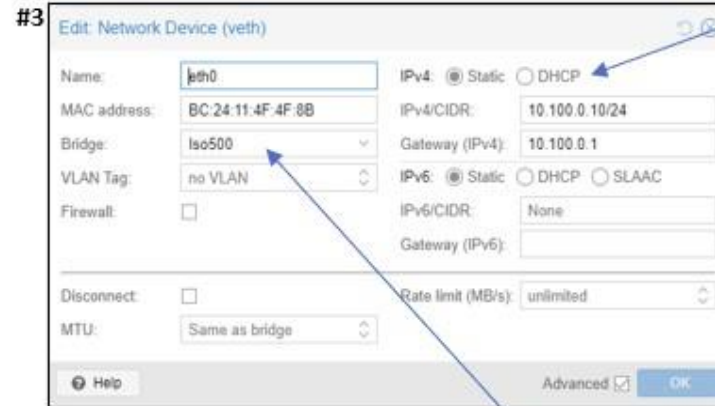 #3
Edit: Network Device (veth)
Name: eth0
MAC address: BC:24:11:4F:4F:8B
Bridge: Iso500
VLAN Tag: no VLAN
Firewall:
IPv4: Static DHCP
IPv4/CIDR: 10.100.0.10/24
Gateway (IPv4): 10.100.0.1
IPv6: Static DHCP SLAAC
IPv6/CIDR: None
Gateway (IPv6):
Disconnect:
MTU: Same as bridge
Rate limit (MB/s): unlimited
Help
Advanced
OK